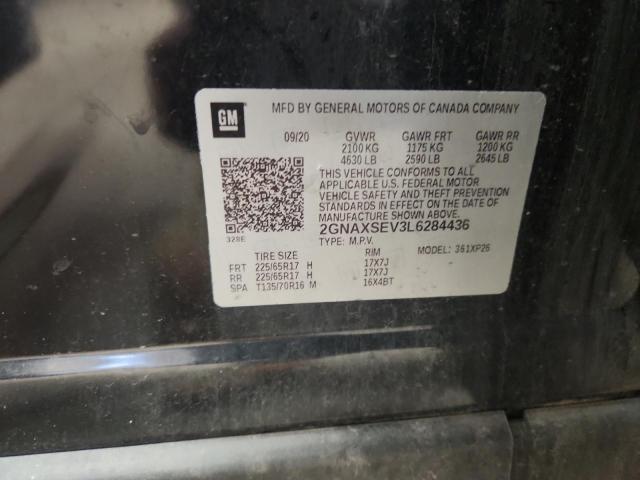 GM
MFD BY GENERAL MOTORS OF CANADA COMPANY
09/20 GVWR GAWR FRT GAWR RR
2100 KG 1175 KG 1200 KG
4630 LB 2590 LB 2645 LB
THIS VEHICLE CONFORMS TO ALL
APPLICABLE U.S. FEDERAL MOTOR
VEHICLE SAFETY AND THEFT PREVENTION
STANDARDS IN EFFECT ON THE DATE OF
MANUFACTURE SHOWN ABOVE.
2GNAXSEV3L6284436
328E TYPE: M.P.V. MODEL: 361XP26
TIRE SIZE RIM
FRT 225/65R17 H 17X7J
RR 225/65R17 H 17X7J
SPA T135/70R16 M 16X4BT